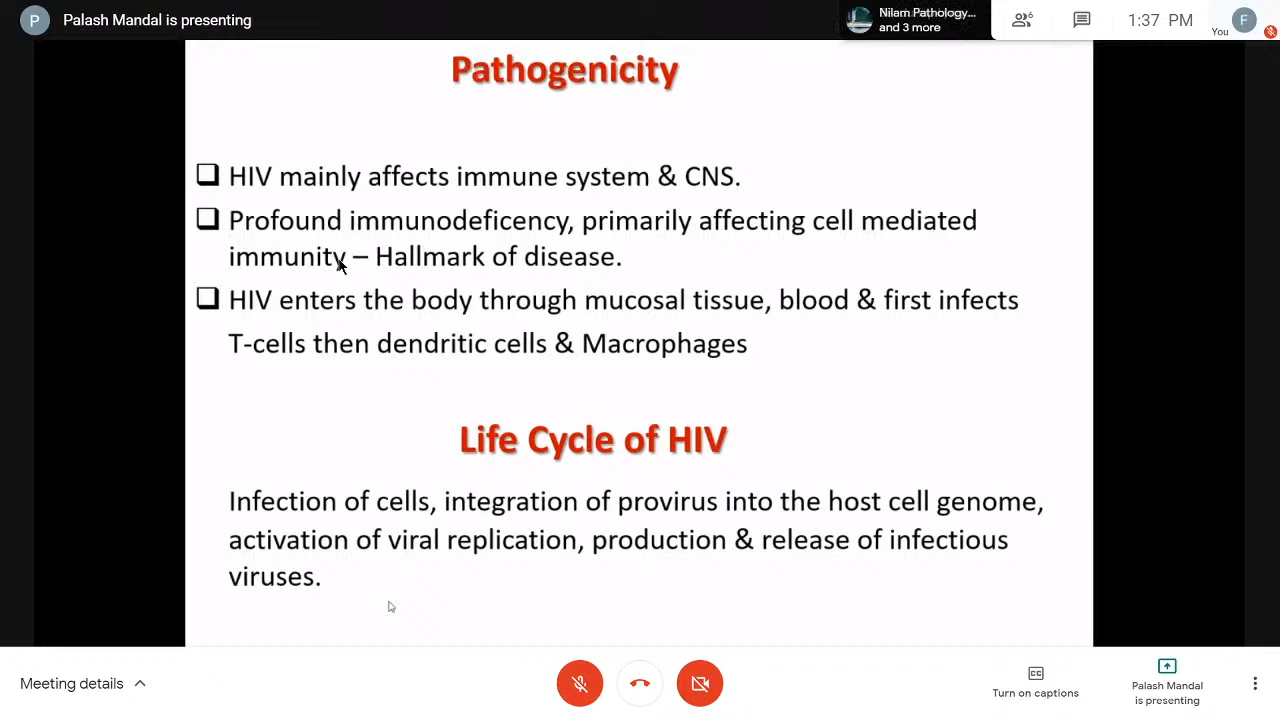 P Palash Mandal is presenting
Nilam Pathology...
and 3 more
6
1:37 PM
You
F
Pathogenicity
HIV mainly affects immune system & CNS.
Profound immunodeficency, primarily affecting cell mediated
immunity – Hallmark of disease.
HIV enters the body through mucosal tissue, blood & first infects
T-cells then dendritic cells & Macrophages
Life Cycle of HIV
Infection of cells, integration of provirus into the host cell genome,
activation of viral replication, production & release of infectious
viruses.
Meeting details
CC
Turn on captions
Palash Mandal
is presenting